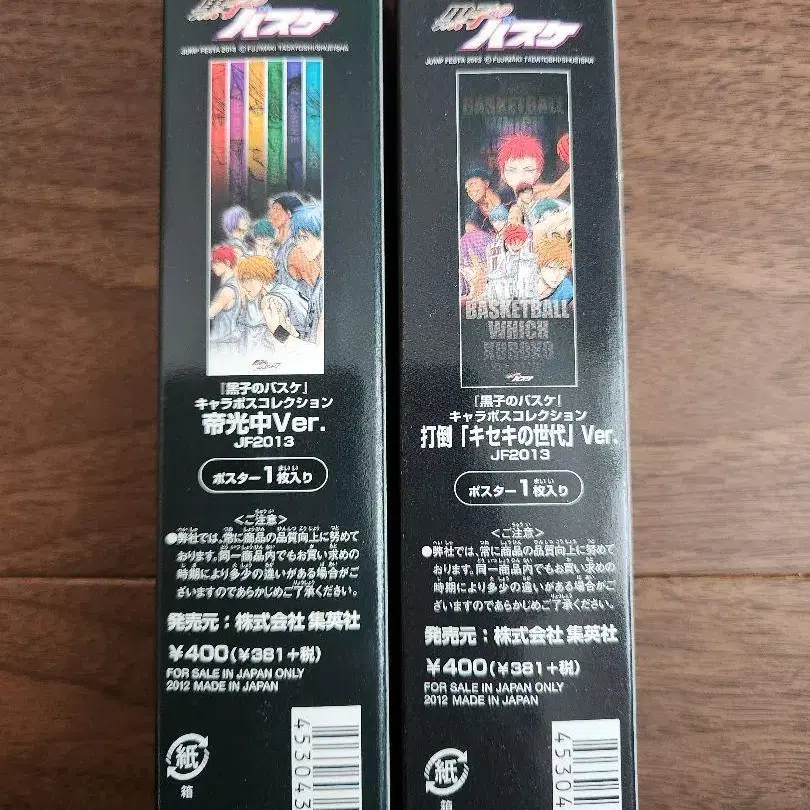 黒子のバスケ
JUMP FESTA 2013 © FUJIMAKI TADATOSHI/SHUEISHA
「黒子のバスケ」
キャラポスコレクション
帝光中Ver.
JF2013
ポスター1枚入り
<ご注意>
●弊社では、常に商品の品質向上に努めて
おります。同一商品内でもお買い求めの
時期により多少の違いがある場合がご
ざいますのであらかじめご了承ください。
発売元：株式会社 集英社
¥400(¥381+税)
FOR SALE IN JAPAN ONLY
2012 MADE IN JAPAN
紙
箱
453043
黒子のバスケ
JUMP FESTA 2013 © FUJIMAKI TADATOSHI/SHUEISHA
BASKETBALL
WHICH
BASKETBALL
WHICH
KUROKO
「黒子のバスケ」
キャラポスコレクション
打倒「キセキの世代」Ver.
JF2013
ポスター1枚入り
<ご注意>
●弊社では、常に商品の品質向上に努めて
おります。同一商品内でもお買い求めの
時期により多少の違いがある場合がご
ざいますのであらかじめご了承ください。
発売元：株式会社 集英社
¥400(¥381+税)
FOR SALE IN JAPAN ONLY
2012 MADE IN JAPAN
紙
箱
45304